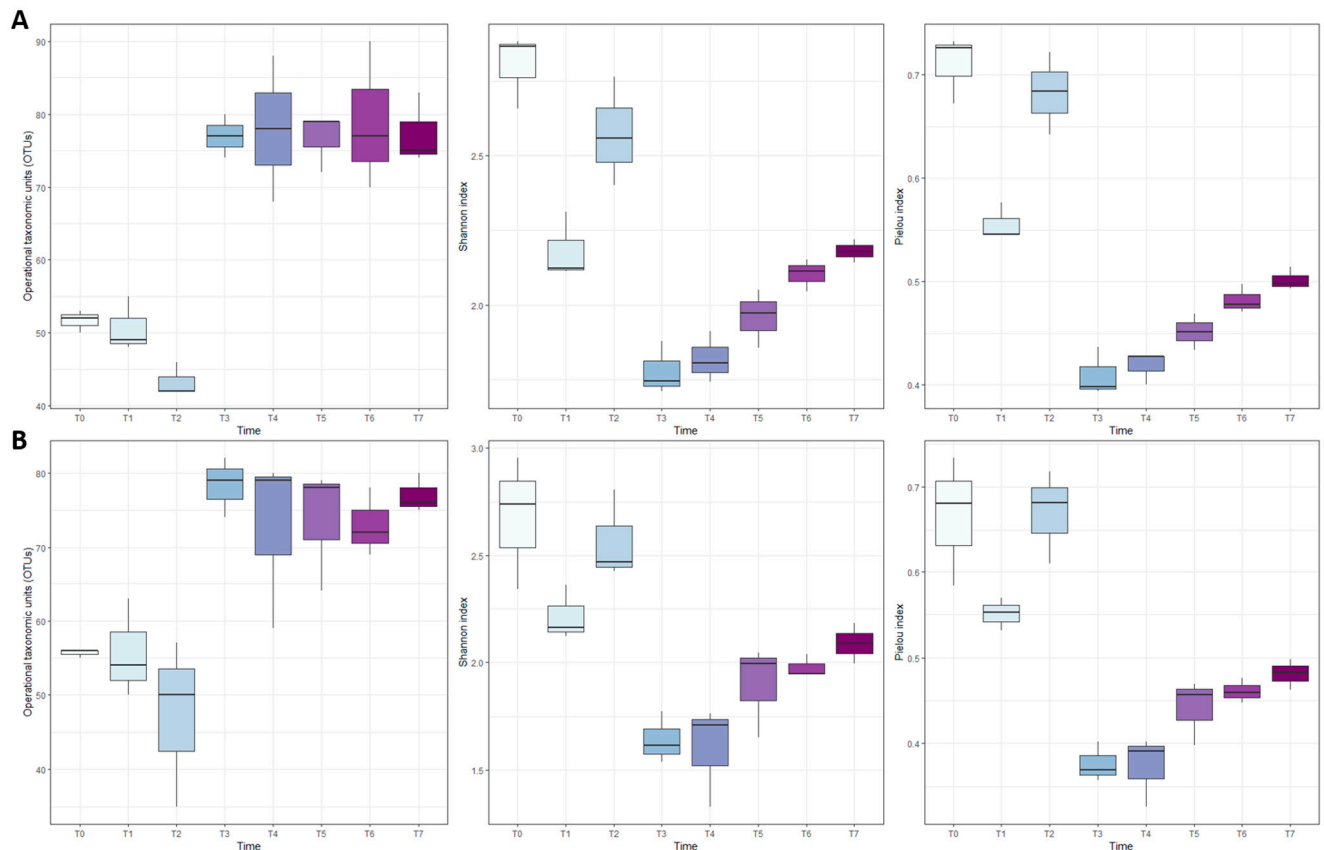 A
Operational taxonomic units (OTUs)
90
80
70
60
50
40
T0 T1 T2 T3 T4 T5 T6 T7
Time
Shannon index
2.5
2.0
T0 T1 T2 T3 T4 T5 T6 T7
Time
Pielou index
0.7
0.6
0.5
0.4
T0 T1 T2 T3 T4 T5 T6 T7
Time
B
Operational taxonomic units (OTUs)
80
70
60
50
40
T0 T1 T2 T3 T4 T5 T6 T7
Time
Shannon index
3.0
2.5
2.0
1.5
T0 T1 T2 T3 T4 T5 T6 T7
Time
Pielou index
0.7
0.6
0.5
0.4
T0 T1 T2 T3 T4 T5 T6 T7
Time